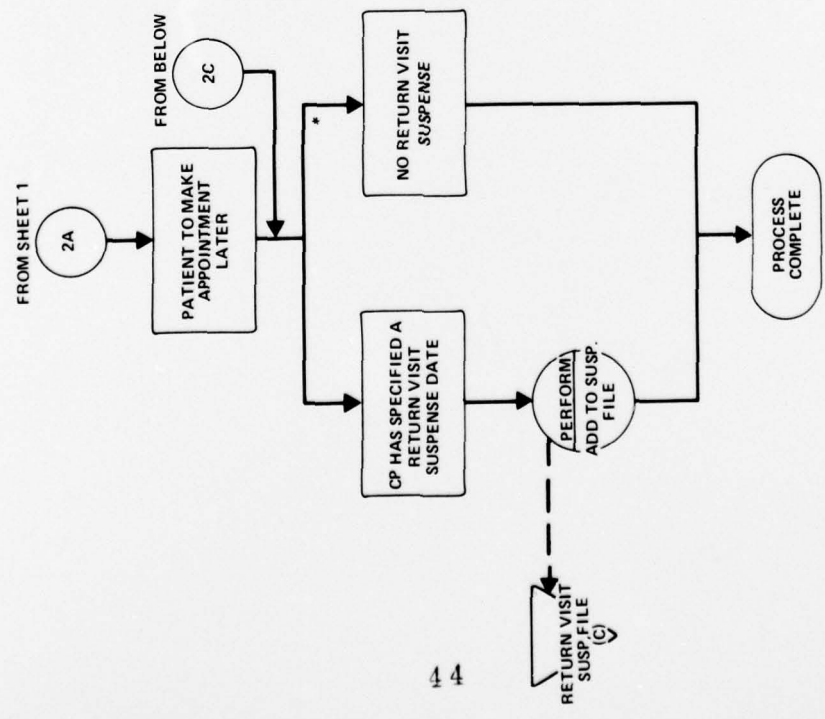 FROM SHEET 1
2A
FROM BELOW
2C
PATIENT TO MAKE
APPOINTMENT
LATER
*
CP HAS SPECIFIED A
RETURN VISIT
SUSPENSE DATE
NO RETURN VISIT
SUSPENSE
PERFORM
ADD TO SUSP.
FILE
RETURN VISIT
SUSP. FILE
(C)
PROCESS
COMPLETE
44